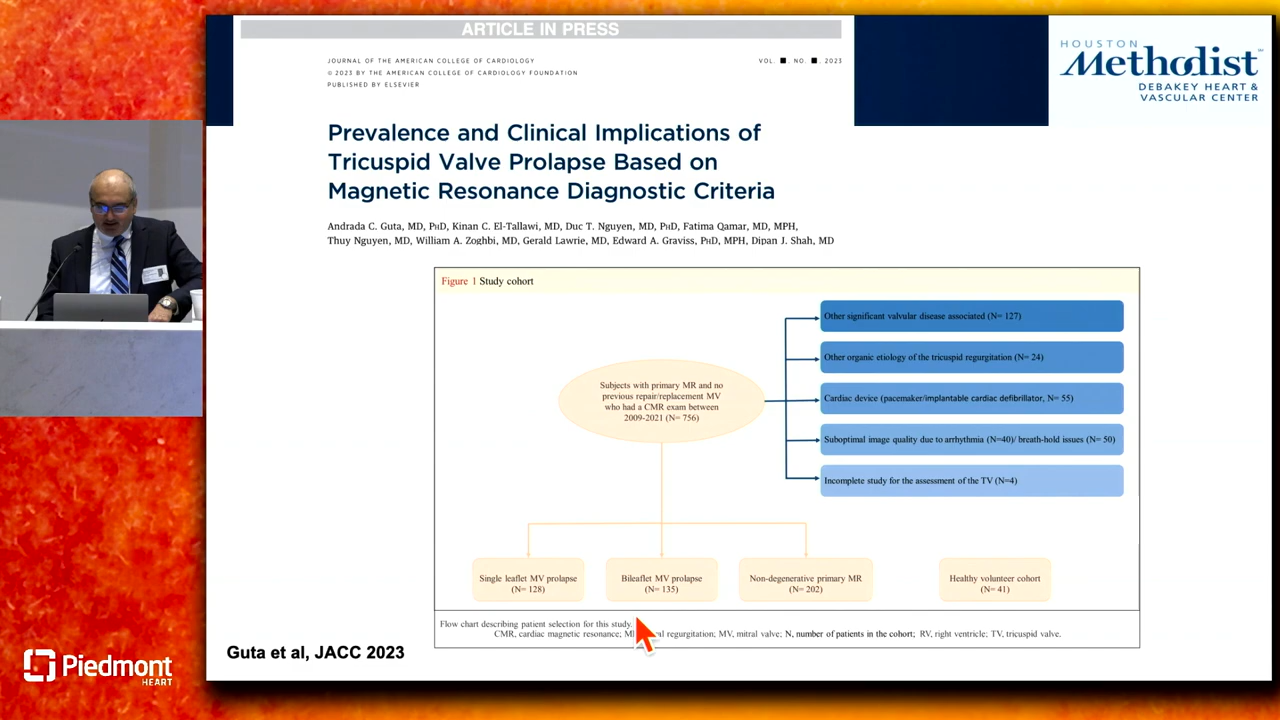 ARTICLE IN PRESS
JOURNAL OF THE AMERICAN COLLEGE OF CARDIOLOGY
VOL. ■, NO. ■, 2023
© 2023 BY THE AMERICAN COLLEGE OF CARDIOLOGY FOUNDATION
PUBLISHED BY ELSEVIER
HOUSTON
Methodist
DEBAKEY HEART &
VASCULAR CENTER
Prevalence and Clinical Implications of
Tricuspid Valve Prolapse Based on
Magnetic Resonance Diagnostic Criteria
Andrada C. Guta, MD, PHD, Kinan C. El-Tallawi, MD, Duc T. Nguyen, MD, PHD, Fatima Qamar, MD, MPH,
Thuy Nguyen, MD, William A. Zoghbi, MD, Gerald Lawrie, MD, Edward A. Graviss, PHD, MPH, Dipan J. Shah, MD
Figure 1 Study cohort
Other significant valvular disease associated (N= 127)
Other organic etiology of the tricuspid regurgitation (N= 24)
Cardiac device (pacemaker/implantable cardiac defibrillator, N= 55)
Suboptimal image quality due to arrhythmia (N=40)/ breath-hold issues (N= 50)
Incomplete study for the assessment of the TV (N=4)
Subjects with primary MR and no
previous repair/replacement MV
who had a CMR exam between
2009-2021 (N= 756)
Single leaflet MV prolapse
(N= 128)
Bileaflet MV prolapse
(N= 135)
Non-degenerative primary MR
(N= 202)
Healthy volunteer cohort
(N= 41)
Flow chart describing patient selection for this study.
CMR, cardiac magnetic resonance; regurgitation; MV, mitral valve; N, number of patients in the cohort; RV, right ventricle; TV, tricuspid valve.
Guta et al, JACC 2023
Piedmont
HEART